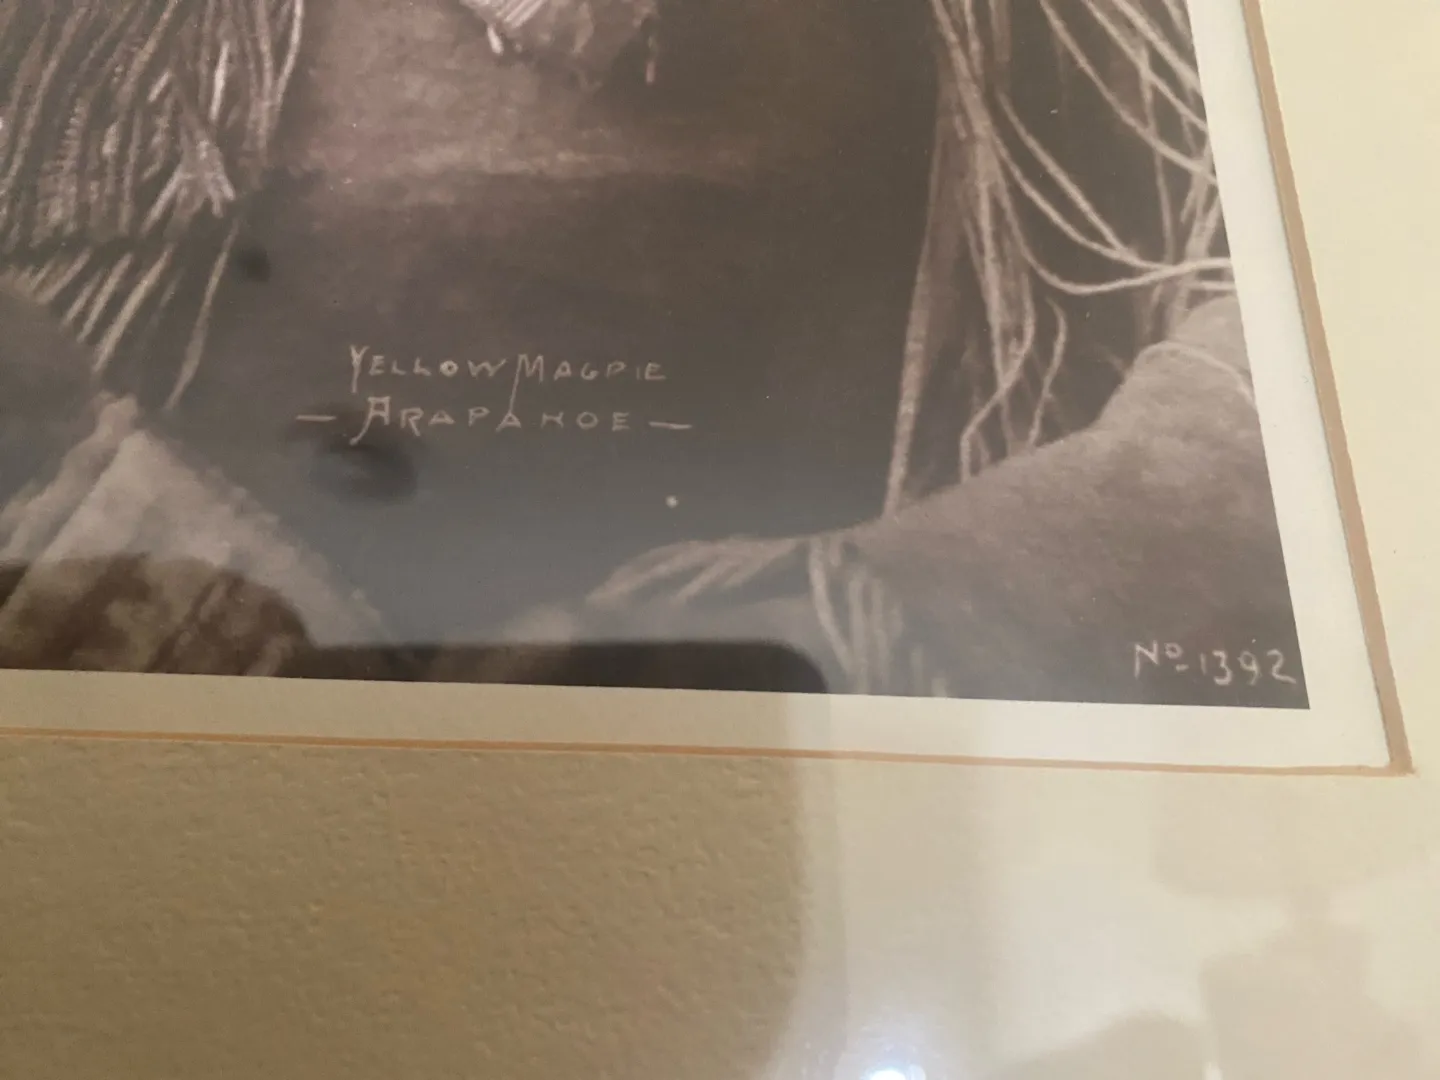 YELLOW MAGPIE
— ARAPAHOE —
No. 1392